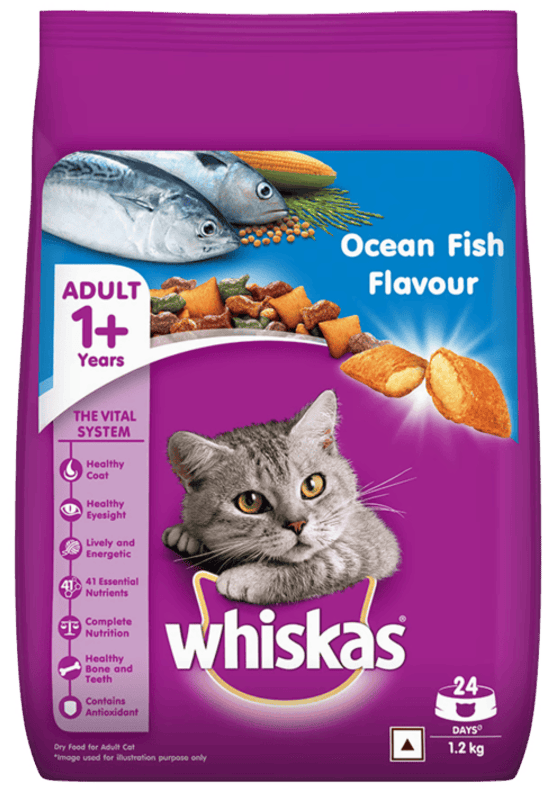 Ocean Fish
Flavour
ADULT
1+
Years
THE VITAL
SYSTEM
Healthy
Coat
Healthy
Eyesight
Lively and
Energetic
41 41 Essential
Nutrients
Complete
Nutrition
Healthy
Bone and
Teeth
Contains
Antioxidant
whiskas®
24
DAYS∅
1.2 kg
Dry Food for Adult Cat
*Image used for illustration purpose only